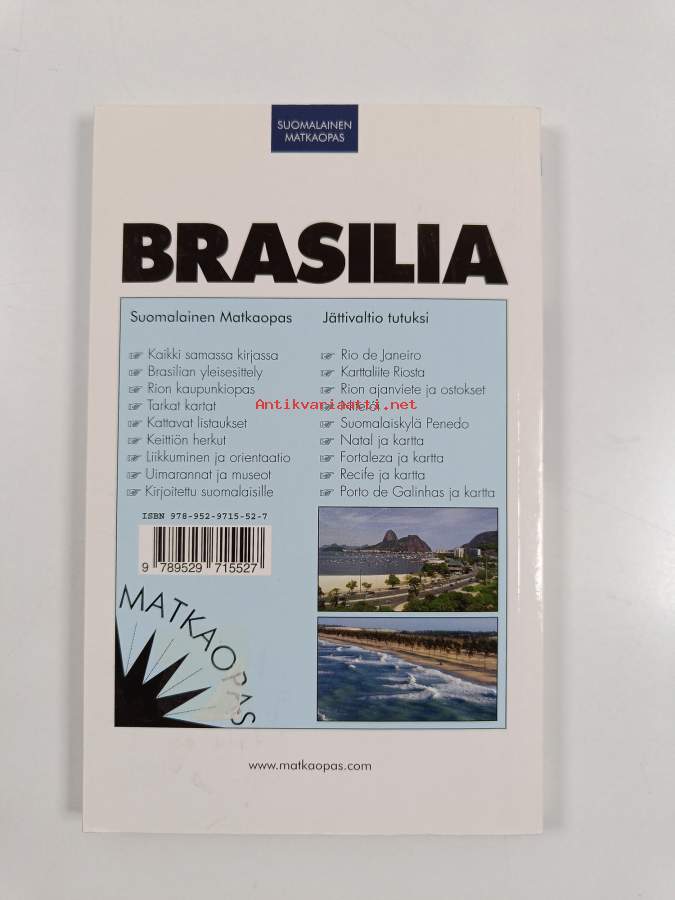 SUOMALAINEN
MATKAOPAS
BRASILIA
Suomalainen Matkaopas
☞ Kaikki samassa kirjassa
☞ Brasilian yleisesittely
☞ Rion kaupunkiopas
☞ Tarkat kartat
☞ Kattavat listaukset
☞ Keittiön herkut
☞ Liikkuminen ja orientaatio
☞ Uimarannat ja museot
☞ Kirjoitettu suomalaisille
Jättivaltio tutuksi
☞ Rio de Janeiro
☞ Karttaliite Riosta
☞ Rion ajanviete ja ostokset
Antikvariaatti.net
☞ Suomalaiskylä Penedo
☞ Natal ja kartta
☞ Fortaleza ja kartta
☞ Recife ja kartta
☞ Porto de Galinhas ja kartta
ISBN 978-952-9715-52-7
9 789529 715527
MATKAOPAS
www.matkaopas.com